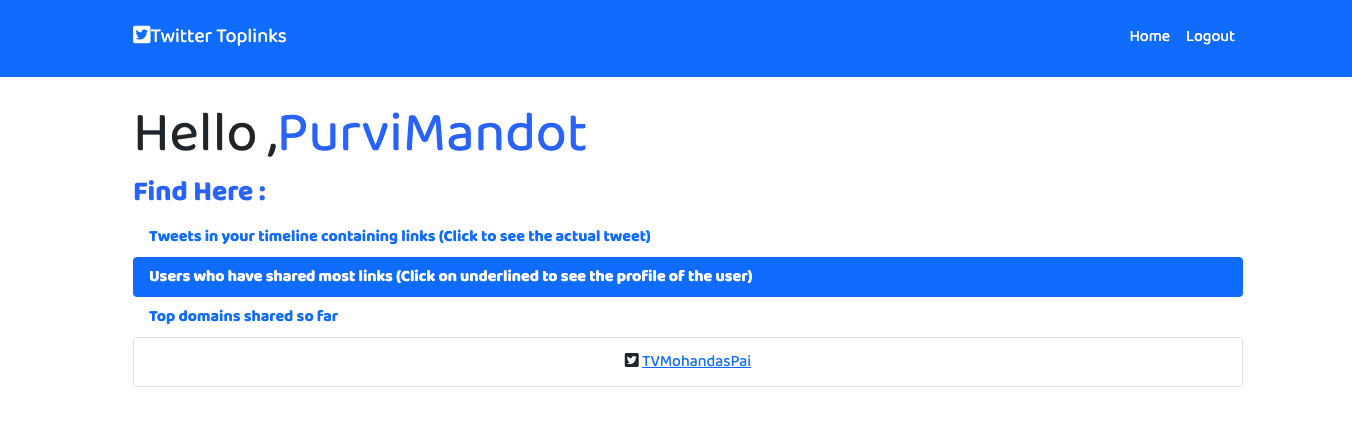 Twitter Toplinks
Home Logout
Hello ,PurviMandot
Find Here :
Tweets in your timeline containing links (Click to see the actual tweet)
Users who have shared most links (Click on underlined to see the profile of the user)
Top domains shared so far
TVMohandasPai